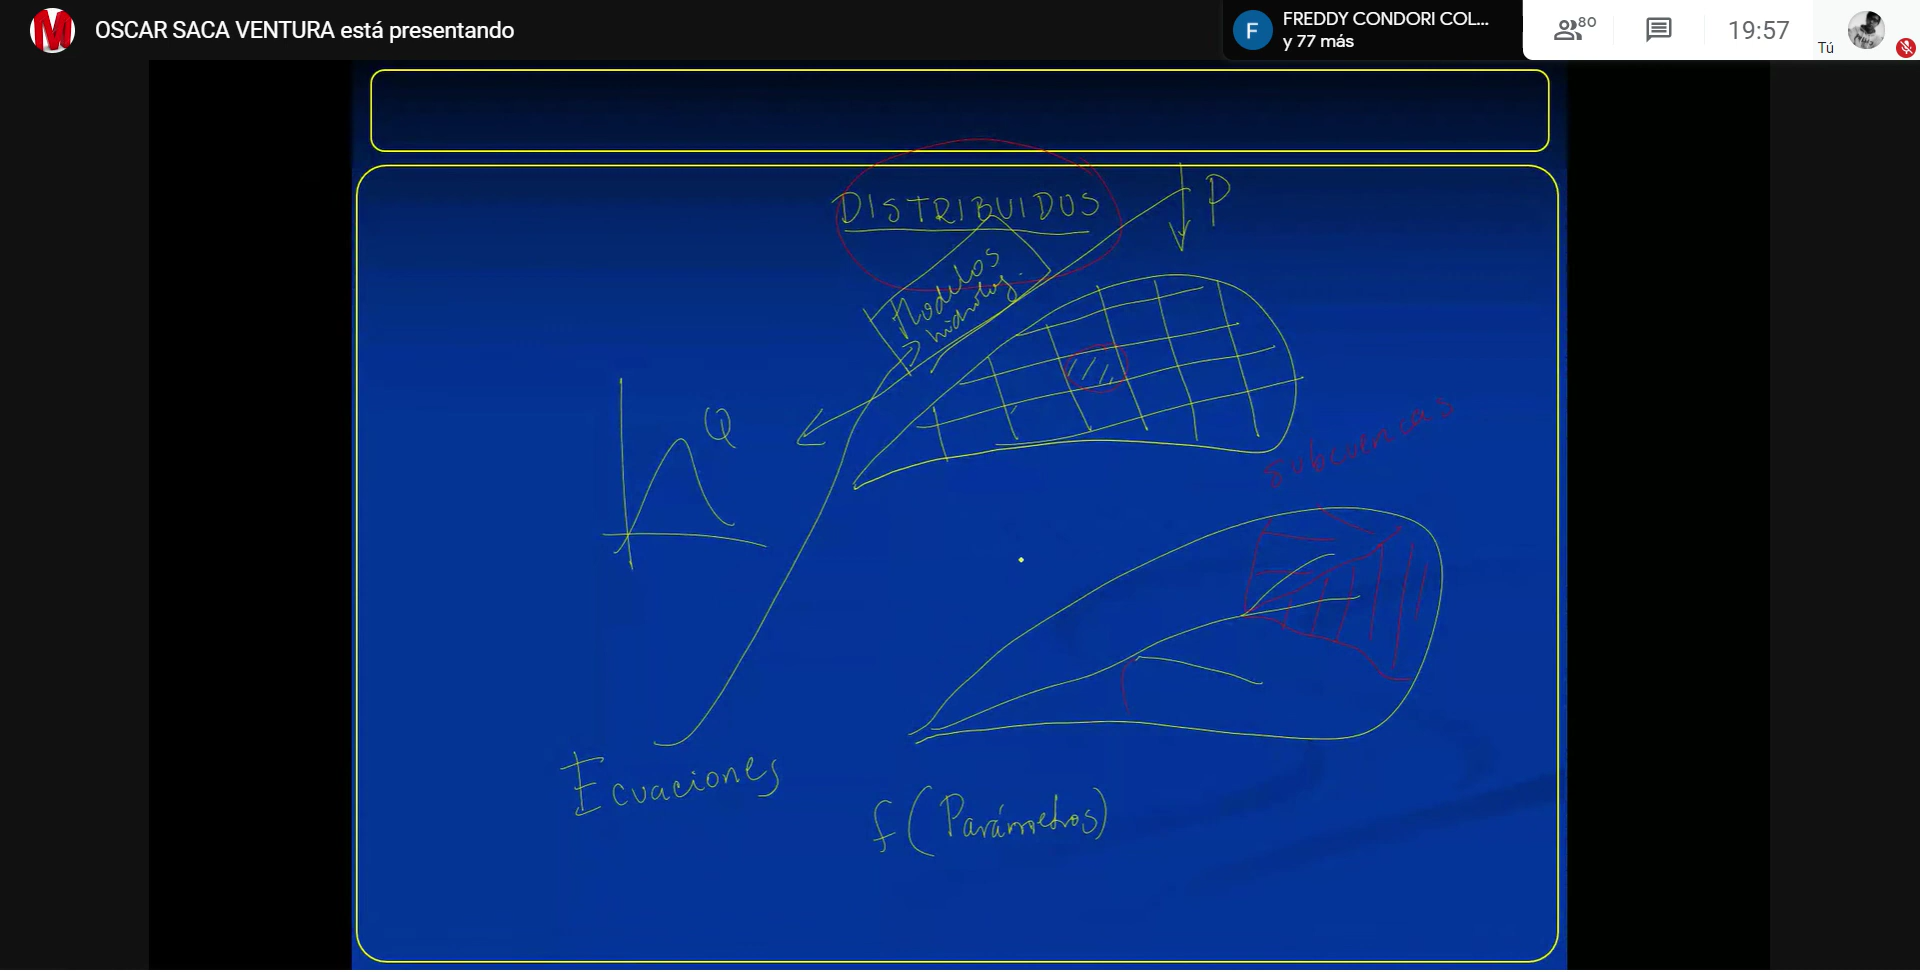 OSCAR SACA VENTURA está presentando
FREDDY CONDORI COL...
y 77 más
80
19:57
Tú
F
DISTRIBUIDOS
P
Modelos
hidrolog.
Q
subcuencas
Ecuaciones
f (Parámetros)